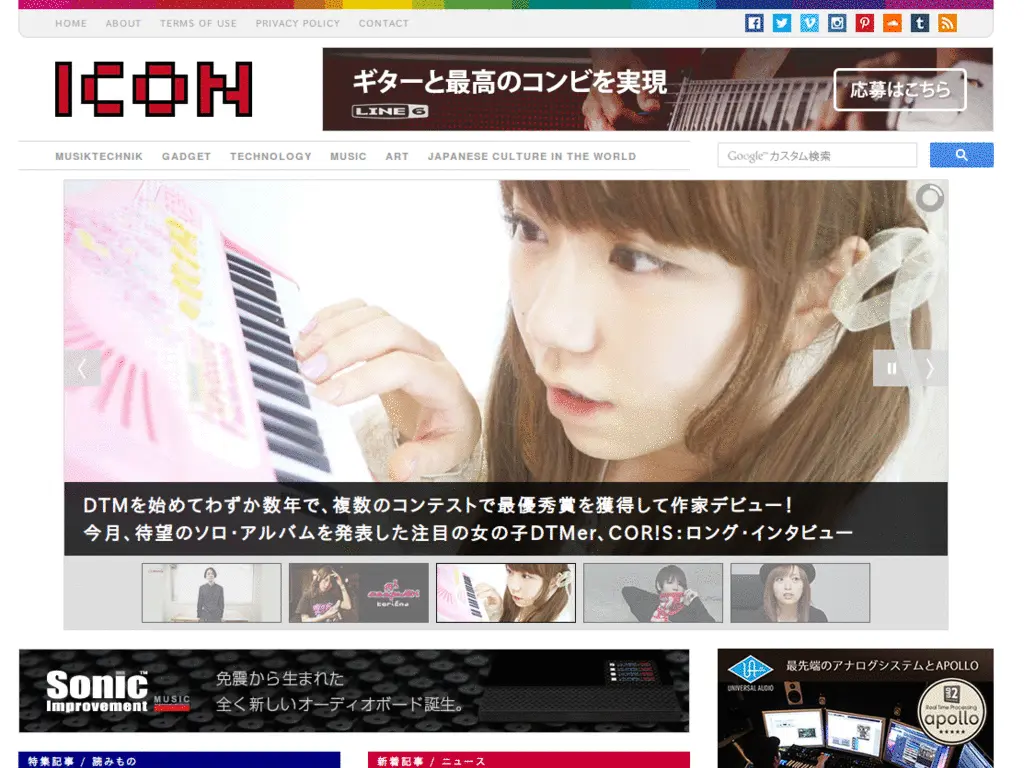 HOME ABOUT TERMS OF USE PRIVACY POLICY CONTACT
ICON
ギターと最高のコンビを実現
LINE 6
応募はこちら
MUSIKTECHNIK GADGET TECHNOLOGY MUSIC ART JAPANESE CULTURE IN THE WORLD
Google™ カスタム検索
DTMを始めてわずか数年で、複数のコンテストで最優秀賞を獲得して作家デビュー！
今月、待望のソロ・アルバムを発表した注目の女の子DTMer、COR!S：ロング・インタビュー
Sonic
Improvement MUSIC
免震から生まれた
全く新しいオーディオボード誕生。
最先端のアナログシステムとAPOLLO
UNIVERSAL AUDIO
2
Real Time Processing
apollo
特集記事 / 読みもの
新着記事 / ニュース